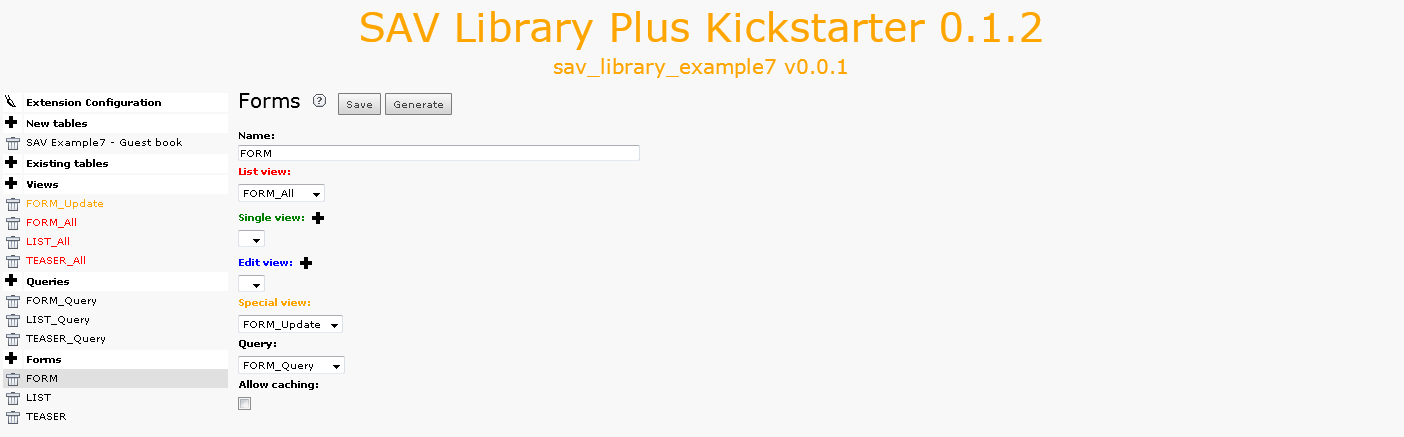 SAV Library Plus Kickstarter 0.1.2
sav_library_example7 v0.0.1
Extension Configuration
New tables
SAV Example7 - Guest book
Existing tables
Views
FORM_Update
FORM_All
LIST_All
TEASER_All
Queries
FORM_Query
LIST_Query
TEASER_Query
Forms
FORM
LIST
TEASER
Forms ? Save Generate
Name:
FORM
List view:
FORM_All
Single view:
Edit view:
Special view:
FORM_Update
Query:
FORM_Query
Allow caching: